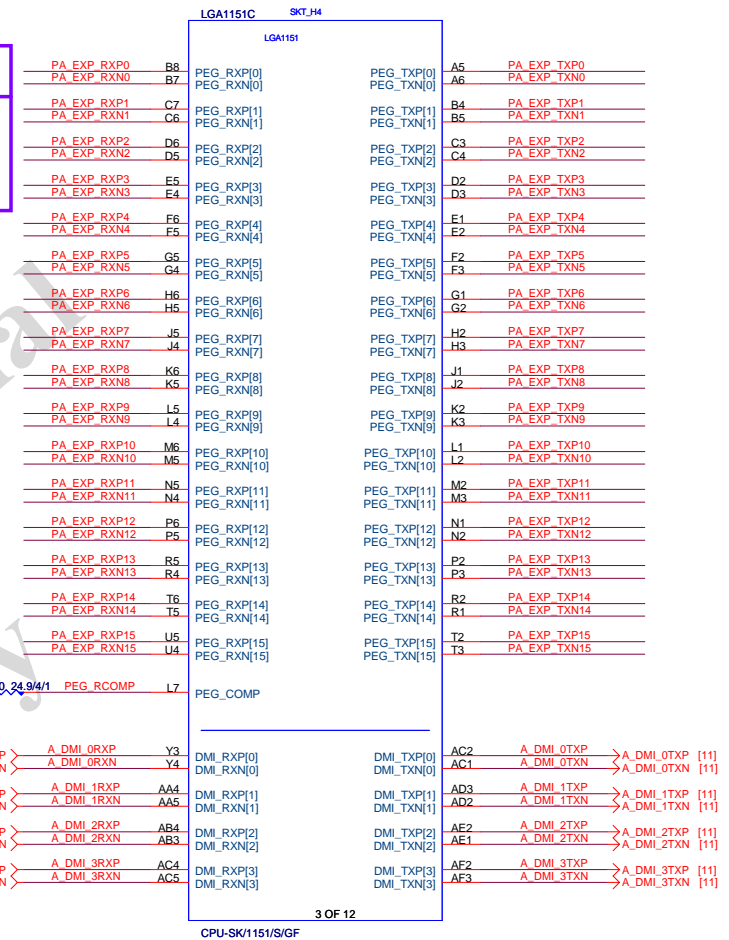 LGA1151C SKT_H4
LGA1151
PA_EXP_RXP0 B8 PEG_RXP[0] PEG_TXP[0] A5 PA_EXP_TXP0
PA_EXP_RXN0 B7 PEG_RXN[0] PEG_TXN[0] A6 PA_EXP_TXN0
PA_EXP_RXP1 C7 PEG_RXP[1] PEG_TXP[1] B4 PA_EXP_TXP1
PA_EXP_RXN1 C6 PEG_RXN[1] PEG_TXN[1] B5 PA_EXP_TXN1
PA_EXP_RXP2 D6 PEG_RXP[2] PEG_TXP[2] C3 PA_EXP_TXP2
PA_EXP_RXN2 D5 PEG_RXN[2] PEG_TXN[2] C4 PA_EXP_TXN2
PA_EXP_RXP3 E5 PEG_RXP[3] PEG_TXP[3] D2 PA_EXP_TXP3
PA_EXP_RXN3 E4 PEG_RXN[3] PEG_TXN[3] D3 PA_EXP_TXN3
PA_EXP_RXP4 F6 PEG_RXP[4] PEG_TXP[4] E1 PA_EXP_TXP4
PA_EXP_RXN4 F5 PEG_RXN[4] PEG_TXN[4] E2 PA_EXP_TXN4
PA_EXP_RXP5 G5 PEG_RXP[5] PEG_TXP[5] F2 PA_EXP_TXP5
PA_EXP_RXN5 G4 PEG_RXN[5] PEG_TXN[5] F3 PA_EXP_TXN5
PA_EXP_RXP6 H6 PEG_RXP[6] PEG_TXP[6] G1 PA_EXP_TXP6
PA_EXP_RXN6 H5 PEG_RXN[6] PEG_TXN[6] G2 PA_EXP_TXN6
PA_EXP_RXP7 J5 PEG_RXP[7] PEG_TXP[7] H2 PA_EXP_TXP7
PA_EXP_RXN7 J4 PEG_RXN[7] PEG_TXN[7] H3 PA_EXP_TXN7
PA_EXP_RXP8 K6 PEG_RXP[8] PEG_TXP[8] J1 PA_EXP_TXP8
PA_EXP_RXN8 K5 PEG_RXN[8] PEG_TXN[8] J2 PA_EXP_TXN8
PA_EXP_RXP9 L5 PEG_RXP[9] PEG_TXP[9] K2 PA_EXP_TXP9
PA_EXP_RXN9 L4 PEG_RXN[9] PEG_TXN[9] K3 PA_EXP_TXN9
PA_EXP_RXP10 M6 PEG_RXP[10] PEG_TXP[10] L1 PA_EXP_TXP10
PA_EXP_RXN10 M5 PEG_RXN[10] PEG_TXN[10] L2 PA_EXP_TXN10
PA_EXP_RXP11 N5 PEG_RXP[11] PEG_TXP[11] M2 PA_EXP_TXP11
PA_EXP_RXN11 N4 PEG_RXN[11] PEG_TXN[11] M3 PA_EXP_TXN11
PA_EXP_RXP12 P6 PEG_RXP[12] PEG_TXP[12] N1 PA_EXP_TXP12
PA_EXP_RXN12 P5 PEG_RXN[12] PEG_TXN[12] N2 PA_EXP_TXN12
PA_EXP_RXP13 R5 PEG_RXP[13] PEG_TXP[13] P2 PA_EXP_TXP13
PA_EXP_RXN13 R4 PEG_RXN[13] PEG_TXN[13] P3 PA_EXP_TXN13
PA_EXP_RXP14 T6 PEG_RXP[14] PEG_TXP[14] R2 PA_EXP_TXP14
PA_EXP_RXN14 T5 PEG_RXN[14] PEG_TXN[14] R1 PA_EXP_TXN14
PA_EXP_RXP15 U5 PEG_RXP[15] PEG_TXP[15] T2 PA_EXP_TXP15
PA_EXP_RXN15 U4 PEG_RXN[15] PEG_TXN[15] T3 PA_EXP_TXN15
24.9/4/1 PEG_RCOMP L7 PEG_COMP
A_DMI_0RXP Y3 DMI_RXP[0] DMI_TXP[0] AC2 A_DMI_0TXP A_DMI_0TXP [11]
A_DMI_0RXN Y4 DMI_RXN[0] DMI_TXN[0] AC1 A_DMI_0TXN A_DMI_0TXN [11]
A_DMI_1RXP AA4 DMI_RXP[1] DMI_TXP[1] AD3 A_DMI_1TXP A_DMI_1TXP [11]
A_DMI_1RXN AA5 DMI_RXN[1] DMI_TXN[1] AD2 A_DMI_1TXN A_DMI_1TXN [11]
A_DMI_2RXP AB4 DMI_RXP[2] DMI_TXP[2] AE2 A_DMI_2TXP A_DMI_2TXP [11]
A_DMI_2RXN AB3 DMI_RXN[2] DMI_TXN[2] AE1 A_DMI_2TXN A_DMI_2TXN [11]
A_DMI_3RXP AC4 DMI_RXP[3] DMI_TXP[3] AF2 A_DMI_3TXP A_DMI_3TXP [11]
A_DMI_3RXN AC5 DMI_RXN[3] DMI_TXN[3] AF3 A_DMI_3TXN A_DMI_3TXN [11]
3 OF 12
CPU-SK/1151/S/GF